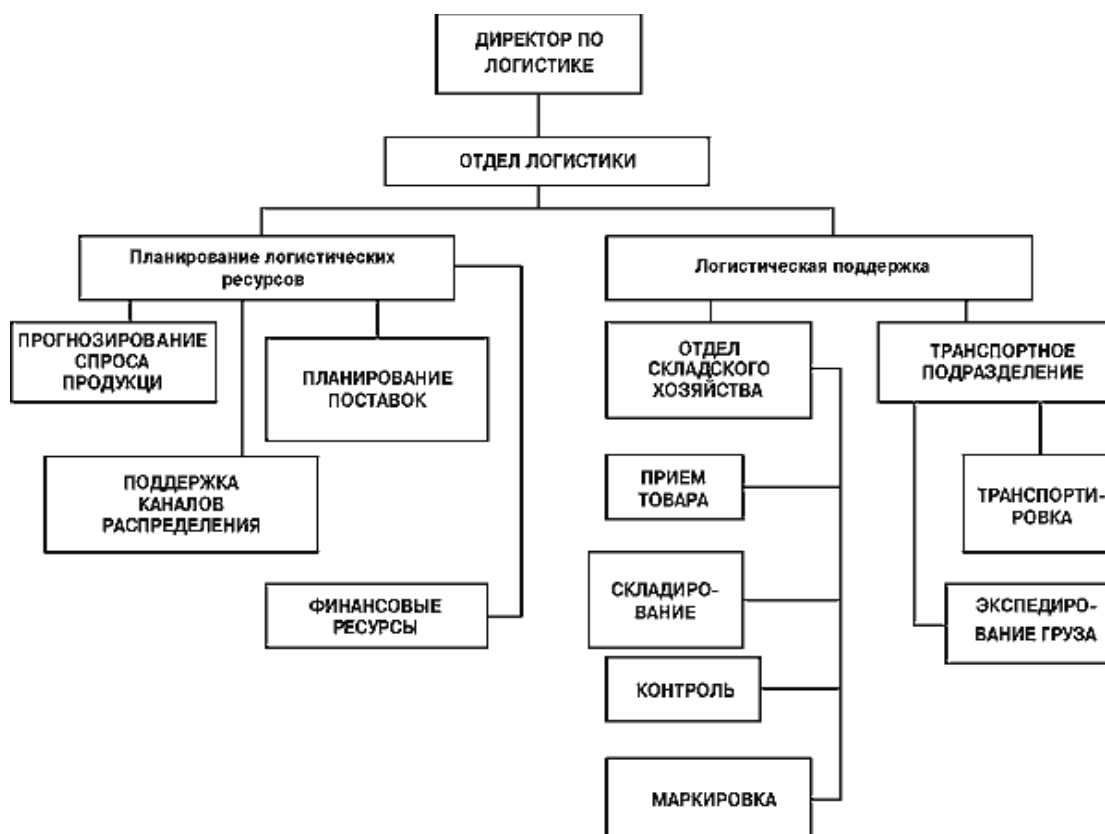 ДИРЕКТОР ПО
ЛОГИСТИКЕ
ОТДЕЛ ЛОГИСТИКИ
Планирование логистических
ресурсов
Логистическая поддержка
ПРОГНОЗИРОВАНИЕ
СПРОСА
ПРОДУКЦИ
ПЛАНИРОВАНИЕ
ПОСТАВОК
ОТДЕЛ
СКЛАДСКОГО
ХОЗЯЙСТВА
ТРАНСПОРТНОЕ
ПОДРАЗДЕЛЕНИЕ
ПОДДЕРЖКА
КАНАЛОВ
РАСПРЕДЕЛЕНИЯ
ПРИЕМ
ТОВАРА
ТРАНСПОРТИ-
РОВКА
ФИНАНСОВЫЕ
РЕСУРСЫ
СКЛАДИРО-
ВАНИЕ
ЭКСПЕДИРО-
ВАНИЕ ГРУЗА
КОНТРОЛЬ
МАРКИРОВКА